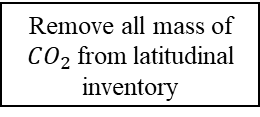 Remove all mass of
CO₂ from latitudinal
inventory